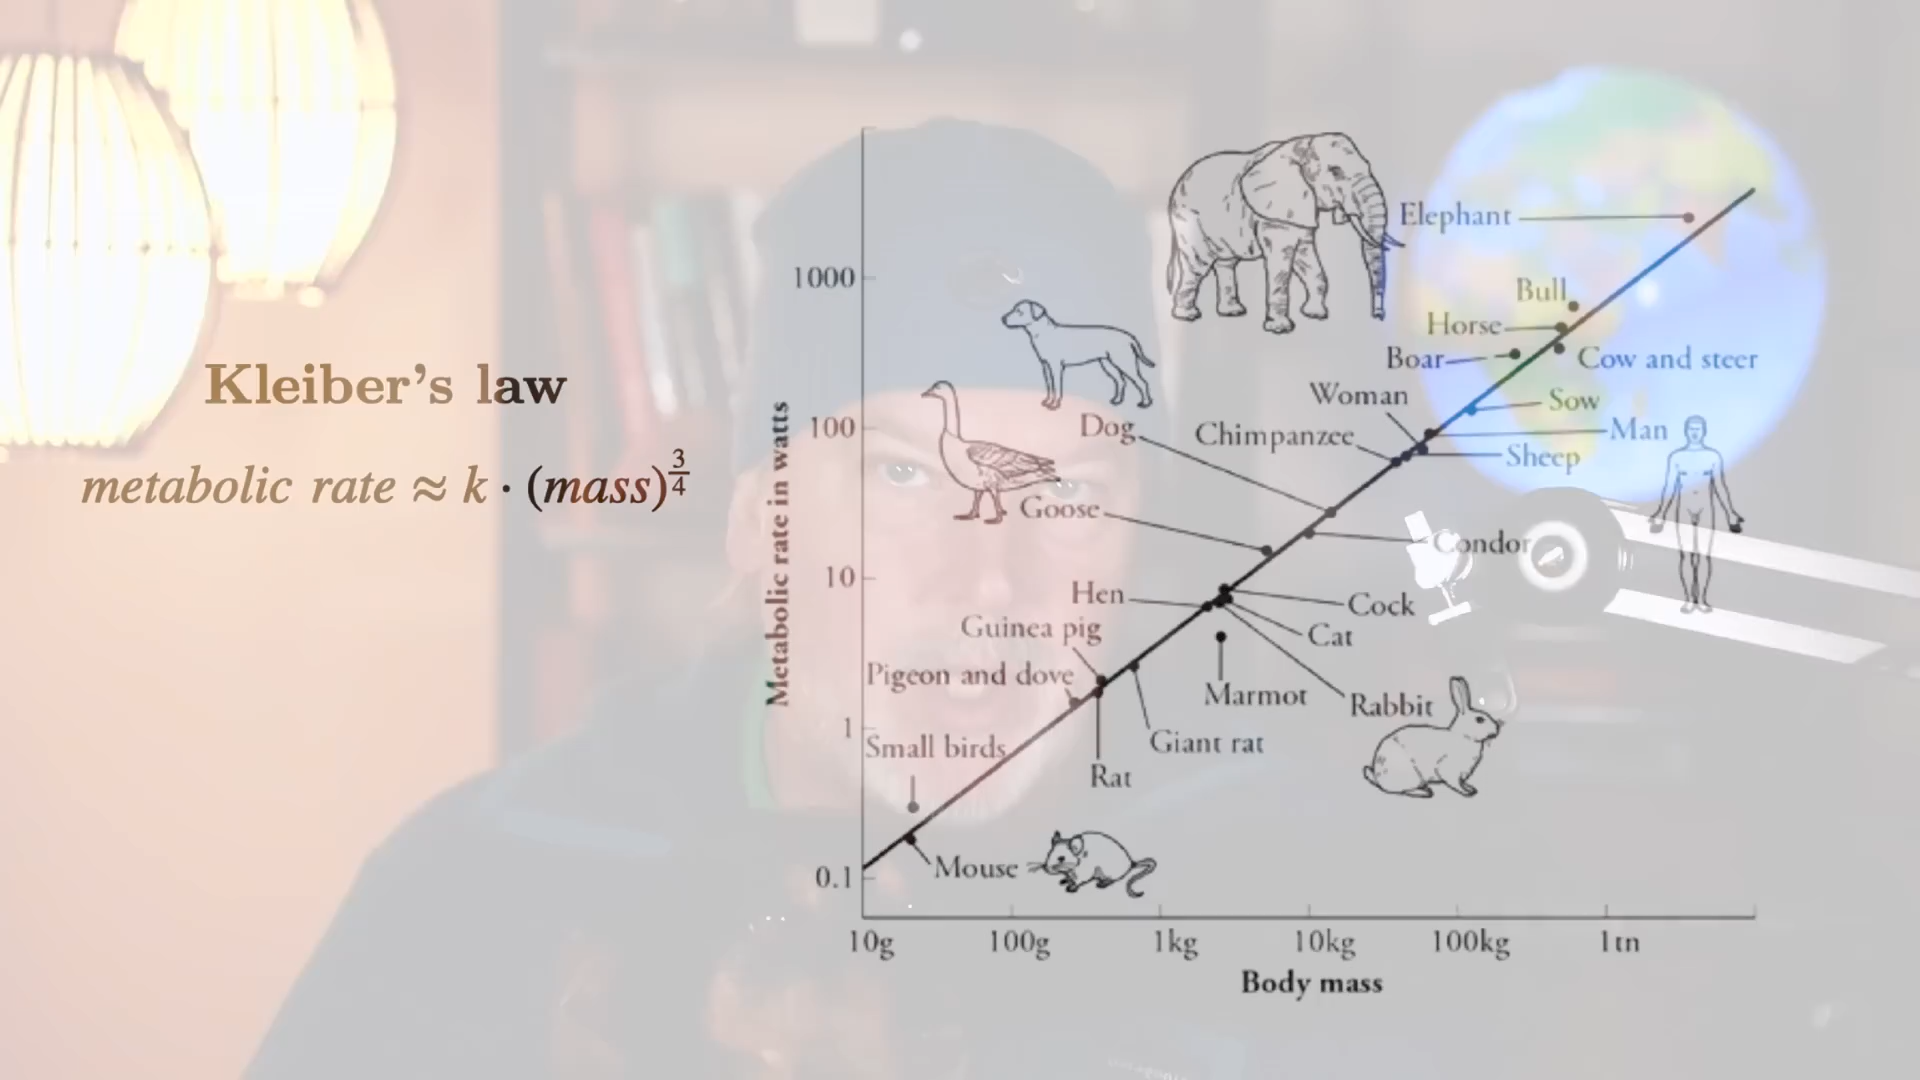 Kleiber's law
metabolic rate ≈ k · (mass)^{3/4}
Metabolic rate in watts
1000
100
10
1
0.1
10g
100g
1kg
10kg
100kg
1tn
Body mass
Elephant
Bull
Horse
Boar
Cow and steer
Woman
Sow
Dog
Chimpanzee
Man
Sheep
Goose
Condor
Hen
Cock
Guinea pig
Cat
Pigeon and dove
Marmot
Rabbit
Small birds
Giant rat
Rat
Mouse